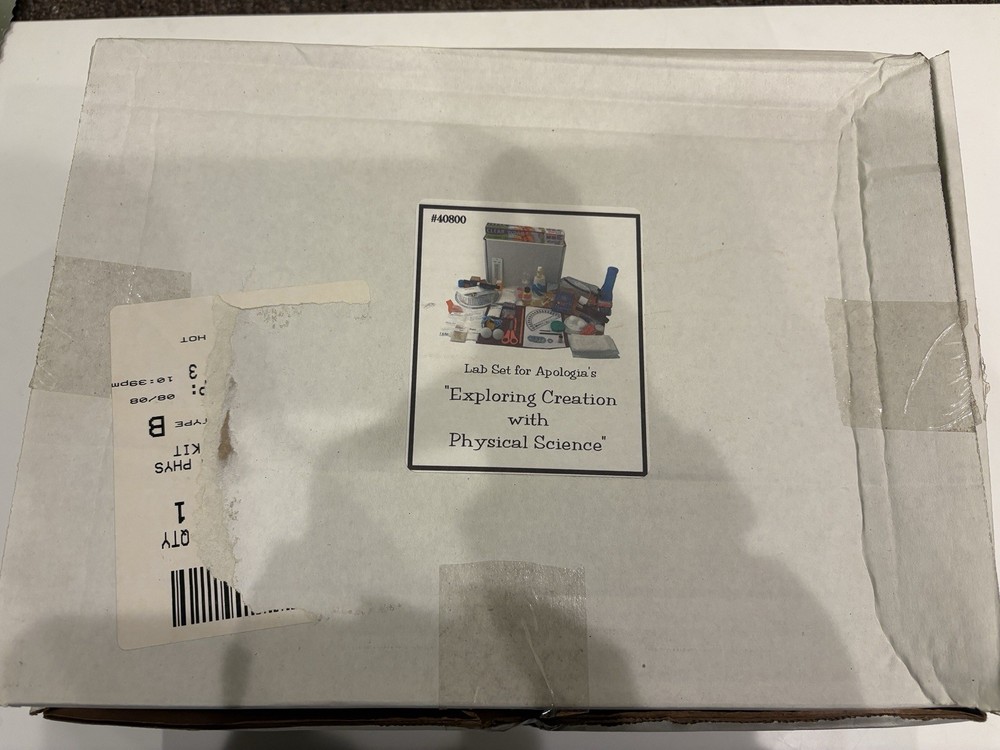 #40800
Lab Set for Apologia's
"Exploring Creation
with
Physical Science"
QTY
1
PHYS
KIT
TYPE B
08/08
10:39pm
P: 3
HOT